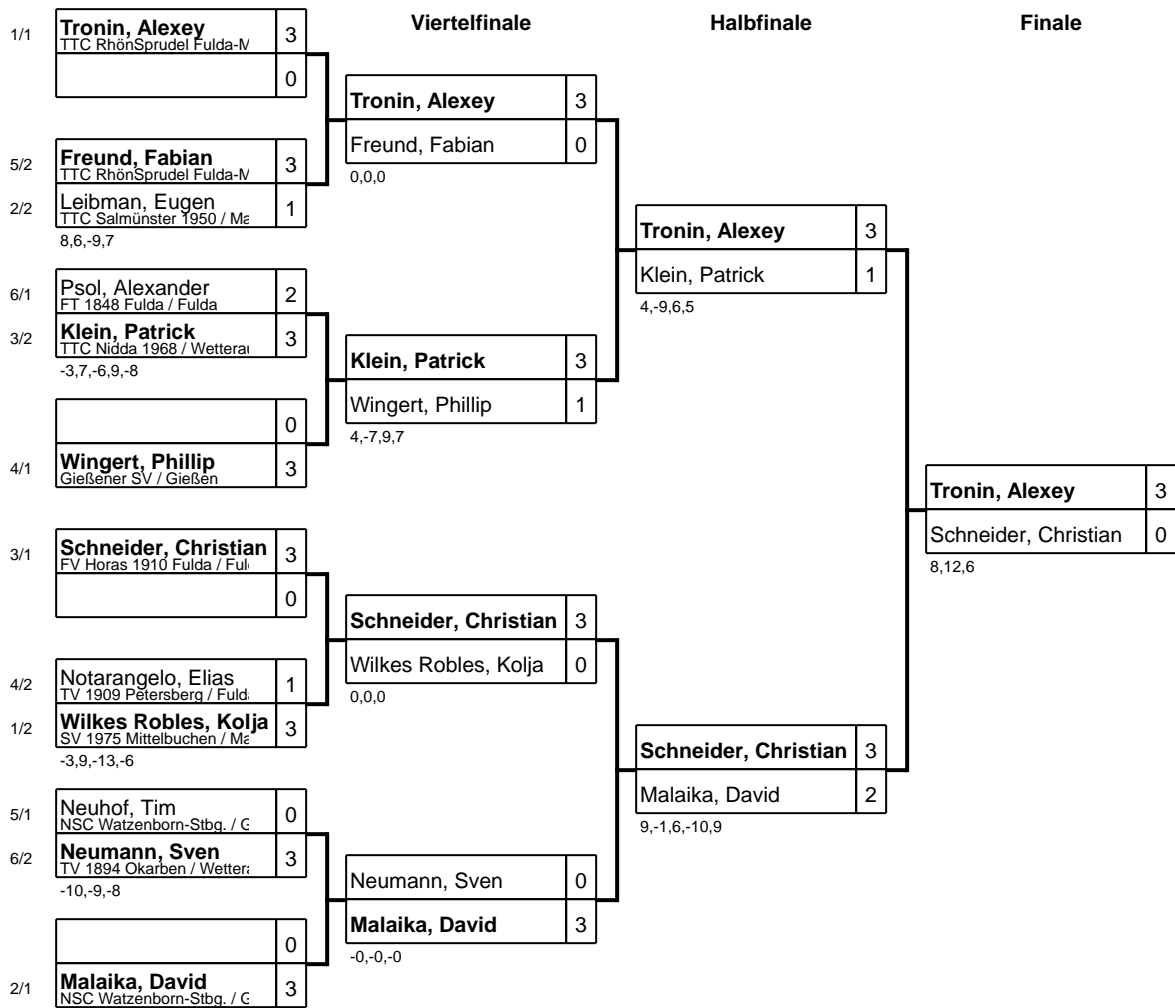 Viertelfinale
Halbfinale
Finale
1/1
Tronin, Alexey
3
TTC RhönSprudel Fulda-M
0
5/2
Freund, Fabian
3
TTC RhönSprudel Fulda-M
2/2
Leibman, Eugen
1
TTC Salmünster 1950 / Ma
8,6,-9,7
6/1
Psol, Alexander
2
FT 1848 Fulda / Fulda
3/2
Klein, Patrick
3
TTC Nidda 1968 / Wetterau
-3,7,-6,9,-8
0
4/1
Wingert, Phillip
3
Gießener SV / Gießen
3/1
Schneider, Christian
3
FV Horas 1910 Fulda / Ful
0
4/2
Notarangelo, Elias
1
TV 1909 Petersberg / Fuld
1/2
Wilkes Robles, Kolja
3
SV 1975 Mittelbuchen / Ma
-3,9,-13,-6
5/1
Neuhof, Tim
0
NSC Watzenborn-Stbg. / G
6/2
Neumann, Sven
3
TV 1894 Okarben / Wettera
-10,-9,-8
0
2/1
Malaika, David
3
NSC Watzenborn-Stbg. / G
Tronin, Alexey
3
Freund, Fabian
0
0,0,0
Klein, Patrick
3
Wingert, Phillip
1
4,-7,9,7
Schneider, Christian
3
Wilkes Robles, Kolja
0
0,0,0
Neumann, Sven
0
Malaika, David
3
-0,-0,-0
Tronin, Alexey
3
Klein, Patrick
1
4,-9,6,5
Schneider, Christian
3
Malaika, David
2
9,-1,6,-10,9
Tronin, Alexey
3
Schneider, Christian
0
8,12,6